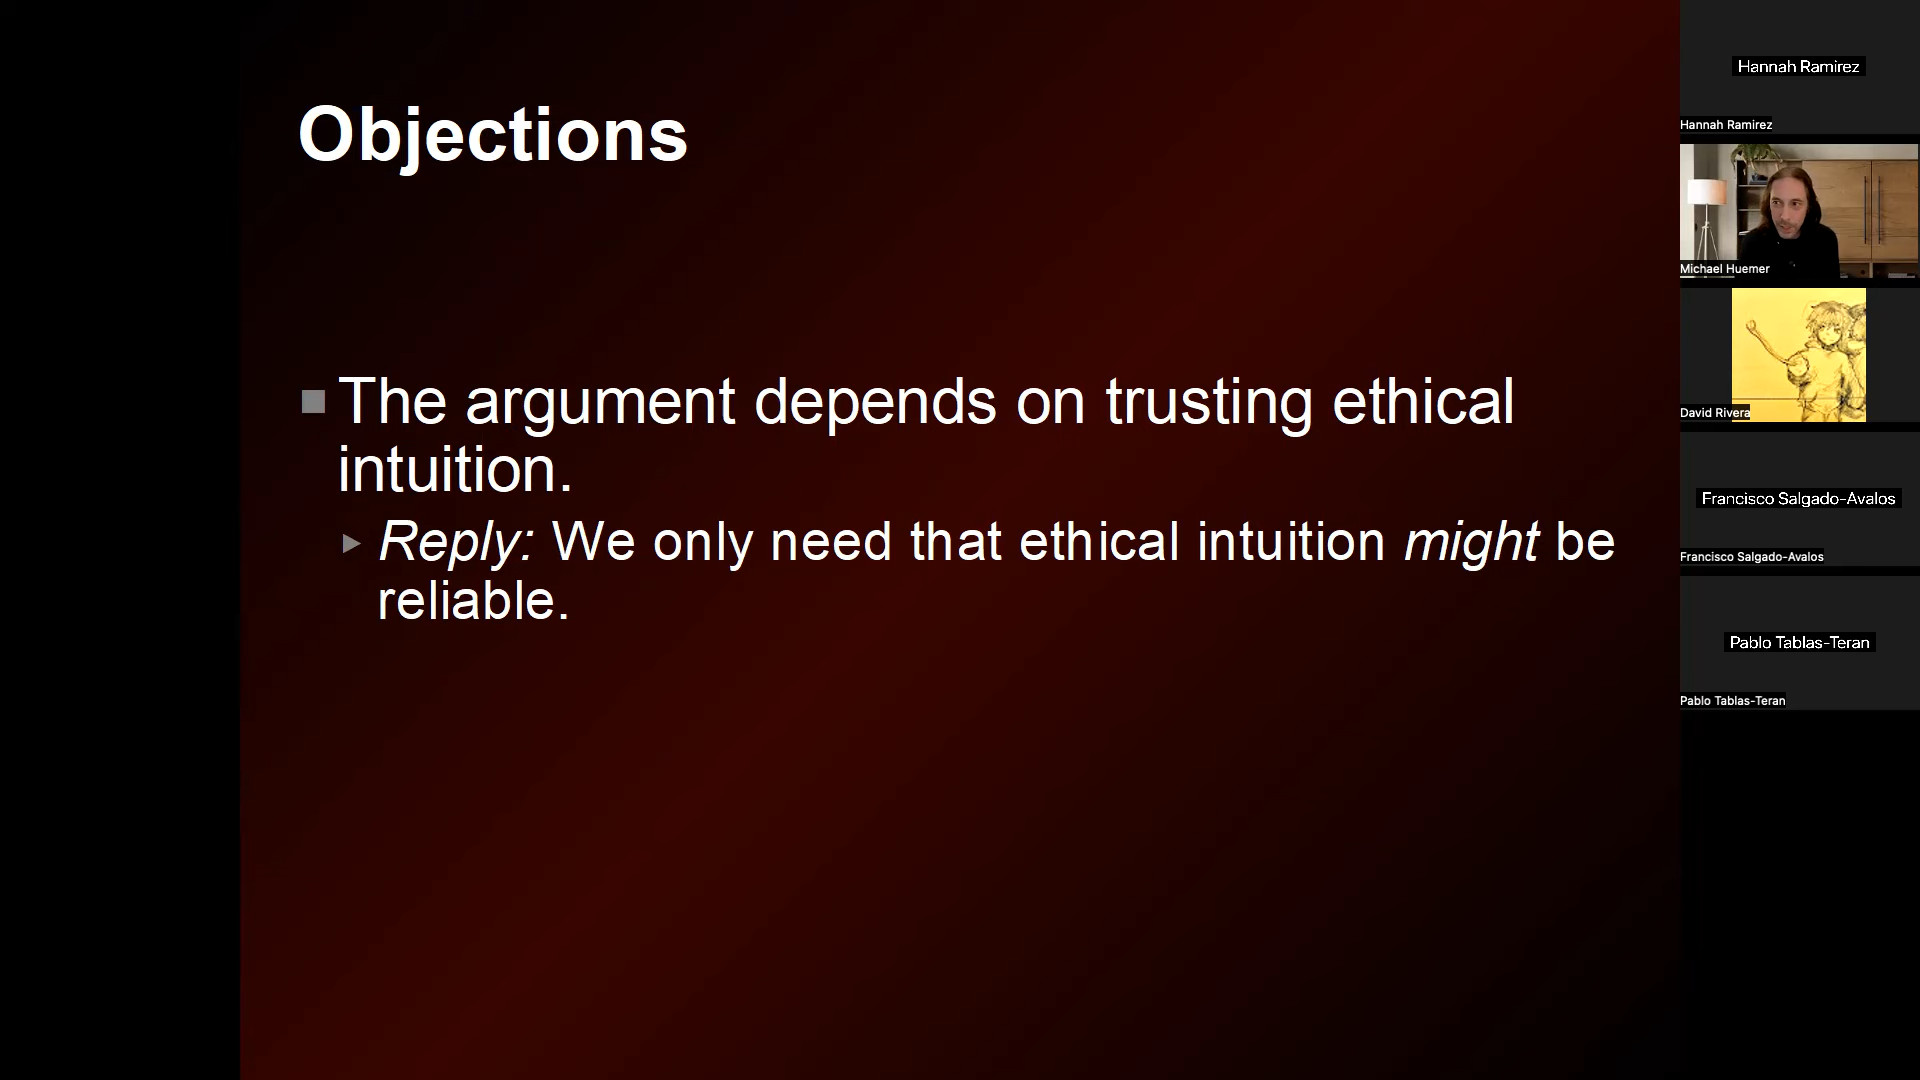 Objections
The argument depends on trusting ethical
intuition.
Reply: We only need that ethical intuition might be
reliable.
Hannah Ramirez
Hannah Ramirez
Michael Huemer
David Rivera
Francisco Salgado-Avalos
Francisco Salgado-Avalos
Pablo Tablas-Teran
Pablo Tablas-Teran